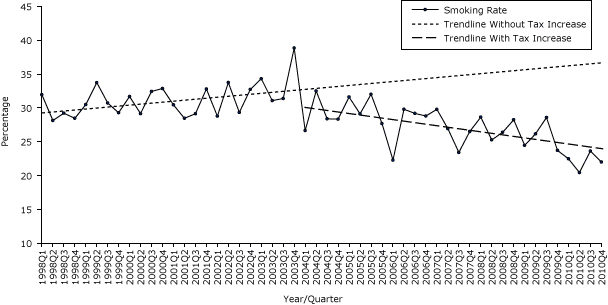 45
40
35
30
25
20
15
10
Percentage
Smoking Rate
Trendline Without Tax Increase
Trendline With Tax Increase
1998Q1
1998Q2
1998Q3
1998Q4
1999Q1
1999Q2
1999Q3
1999Q4
2000Q1
2000Q2
2000Q3
2000Q4
2001Q1
2001Q2
2001Q3
2001Q4
2002Q1
2002Q2
2002Q3
2002Q4
2003Q1
2003Q2
2003Q3
2003Q4
2004Q1
2004Q2
2004Q3
2004Q4
2005Q1
2005Q2
2005Q3
2005Q4
2006Q1
2006Q2
2006Q3
2006Q4
2007Q1
2007Q2
2007Q3
2007Q4
2008Q1
2008Q2
2008Q3
2008Q4
2009Q1
2009Q2
2009Q3
2009Q4
2010Q1
2010Q2
2010Q3
2010Q4
Year/Quarter